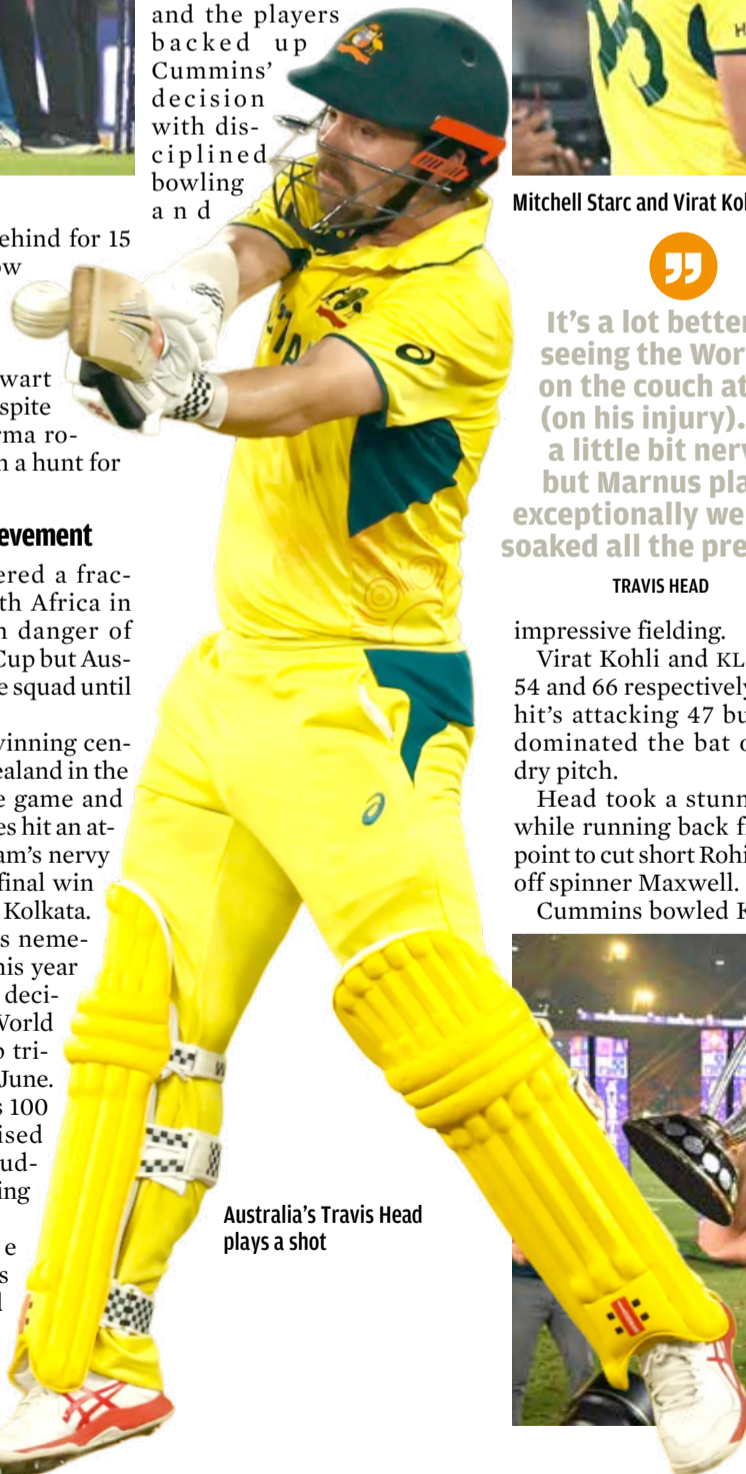 and the players
backed up
Cummins'
decision
with dis-
ciplined
bowling
and
ehind for 15
ow
wart
spite
rma ro-
n a hunt for
evement
ered a frac-
th Africa in
n danger of
Cup but Aus-
e squad until
vinning cen-
ealand in the
e game and
es hit an at-
am's nervy
final win
Kolkata.
s neme-
his year
deci-
World
p tri-
June.
s 100
ised
ud-
ing
e
s
Australia's Travis Head
plays a shot
Mitchell Starc and Virat Kol
It's a lot better
seeing the Wor
on the couch at
(on his injury).
a little bit nerv
but Marnus pla
exceptionally we
soaked all the pre
TRAVIS HEAD
impressive fielding.
Virat Kohli and KL
54 and 66 respectively
hit's attacking 47 bu
dominated the bat o
dry pitch.
Head took a stunn
while running back f
point to cut short Rohi
off spinner Maxwell.
Cummins bowled K